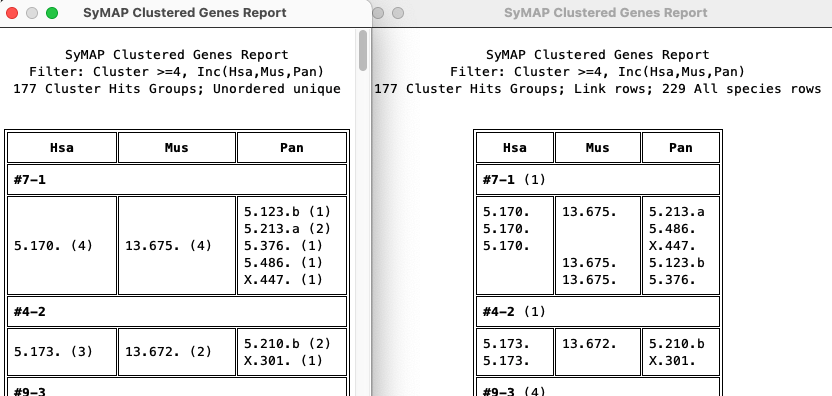 SyMAP Clustered Genes Report
SyMAP Clustered Genes Report
Filter: Cluster >=4, Inc(Hsa,Mus,Pan)
177 Cluster Hits Groups; Unordered unique
Hsa Mus Pan
#7-1
5.170. (4) 13.675. (4)
5.123.b (1)
5.213.a (2)
5.376. (1)
5.486. (1)
X.447. (1)
#4-2
5.173. (3) 13.672. (2)
5.210.b (2)
X.301. (1)
#9-3
SyMAP Clustered Genes Report
SyMAP Clustered Genes Report
Filter: Cluster >=4, Inc(Hsa,Mus,Pan)
177 Cluster Hits Groups; Link rows; 229 All species rows
Hsa Mus Pan
#7-1 (1)
5.170. 13.675. 5.213.a
5.170. 5.486.
5.170. X.447.
13.675. 5.123.b
13.675. 5.376.
#4-2 (1)
5.173. 13.672. 5.210.b
5.173. X.301.
#9-3 (4)